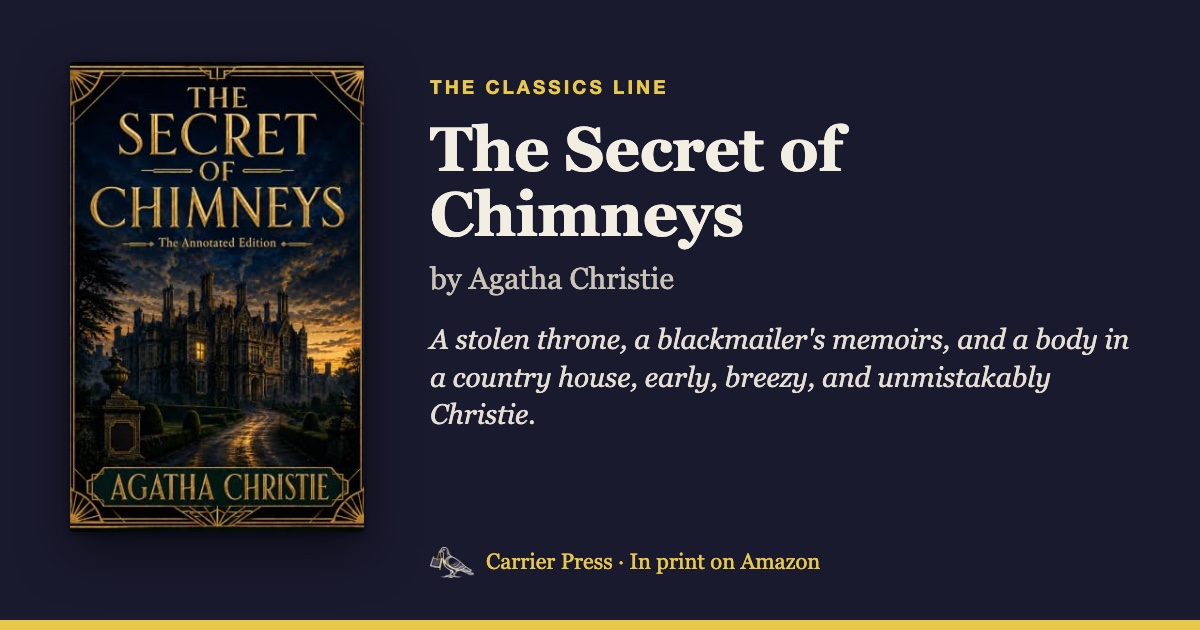 THE
SECRET
OF
CHIMNEYS
The Annotated Edition
AGATHA CHRISTIE
THE CLASSICS LINE
The Secret of
Chimneys
by Agatha Christie
A stolen throne, a blackmailer's memoirs, and a body in
a country house, early, breezy, and unmistakably
Christie.
Carrier Press · In print on Amazon